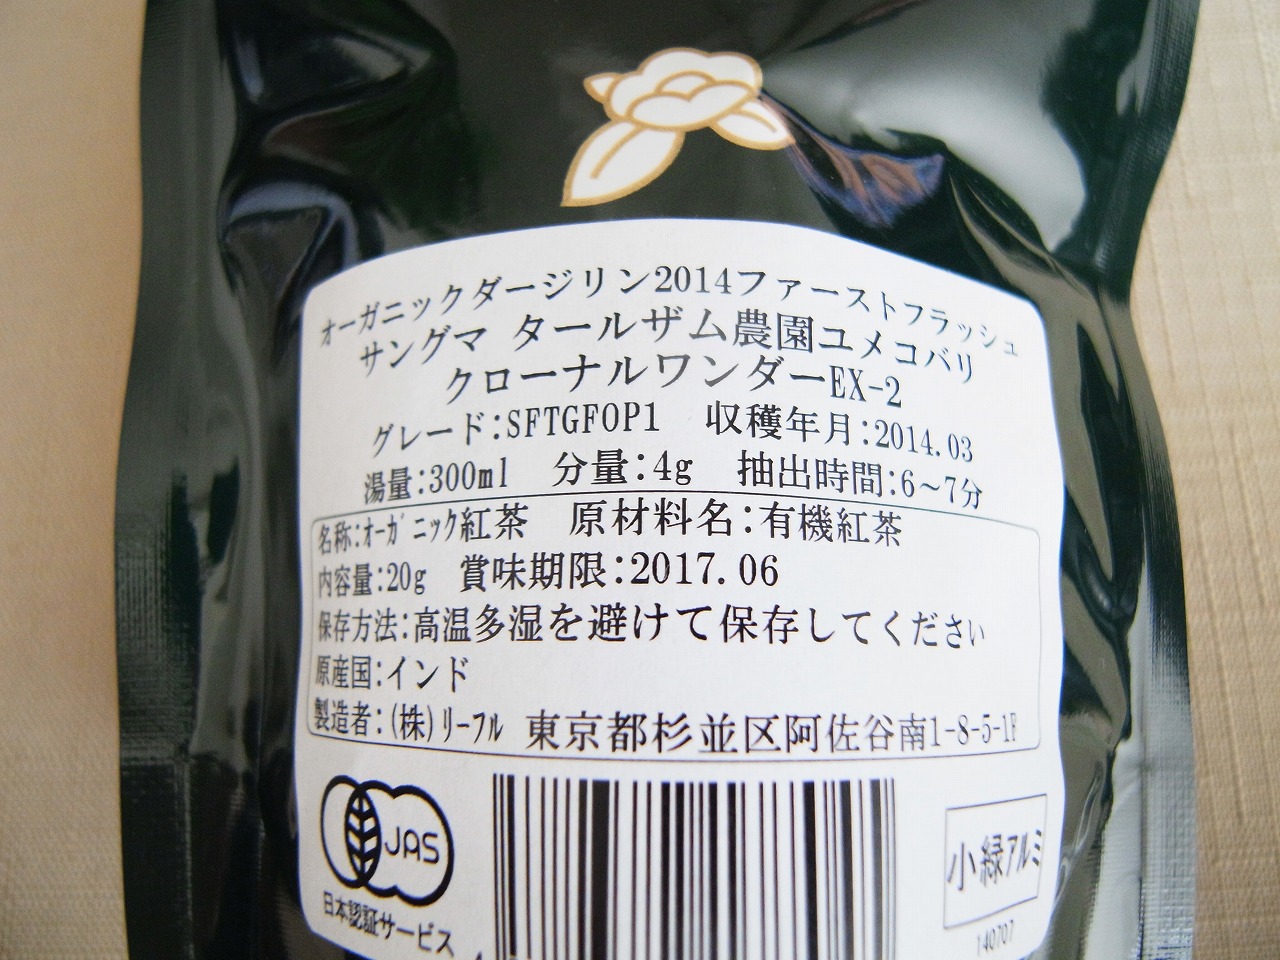 オーガニックダージリン2014ファーストフラッシュ
サングマ タールザム農園ユメコバリ
クローナルワンダーEX-2
グレード:SFTGFOP1 収穫年月:2014.03
湯量:300ml 分量:4g 抽出時間:6～7分
名称:ｵｰｶﾞﾆｯｸ紅茶 原材料名:有機紅茶
内容量:20g 賞味期限:2017.06
保存方法:高温多湿を避けて保存してください
原産国:インド
製造者:(株)ﾘｰﾌﾙ 東京都杉並区阿佐谷南1-8-5-1F
JAS
日本認証サービス
小緑ｱﾙﾐ
140707